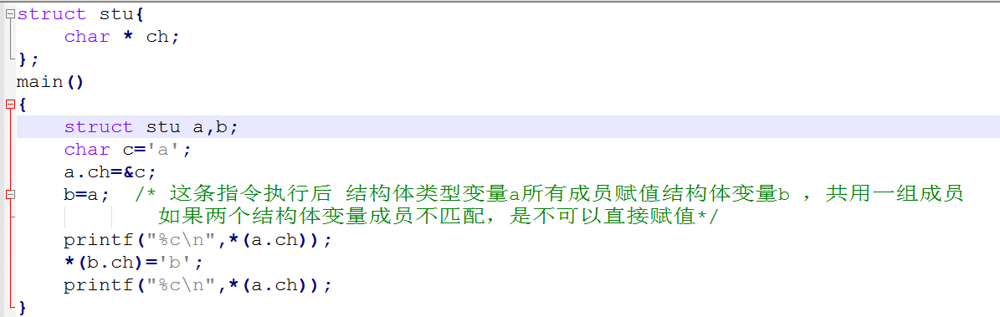 struct stu{
    char * ch;
};
main()
{
    struct stu a,b;
    char c='a';
    a.ch=&c;
    b=a;  /* 这条指令执行后 结构体类型变量a所有成员赋值结构体变量b ，共用一组成员
            如果两个结构体变量成员不匹配，是不可以直接赋值*/
    printf("%c\n",*(a.ch));
    *(b.ch)='b';
    printf("%c\n",*(a.ch));
}